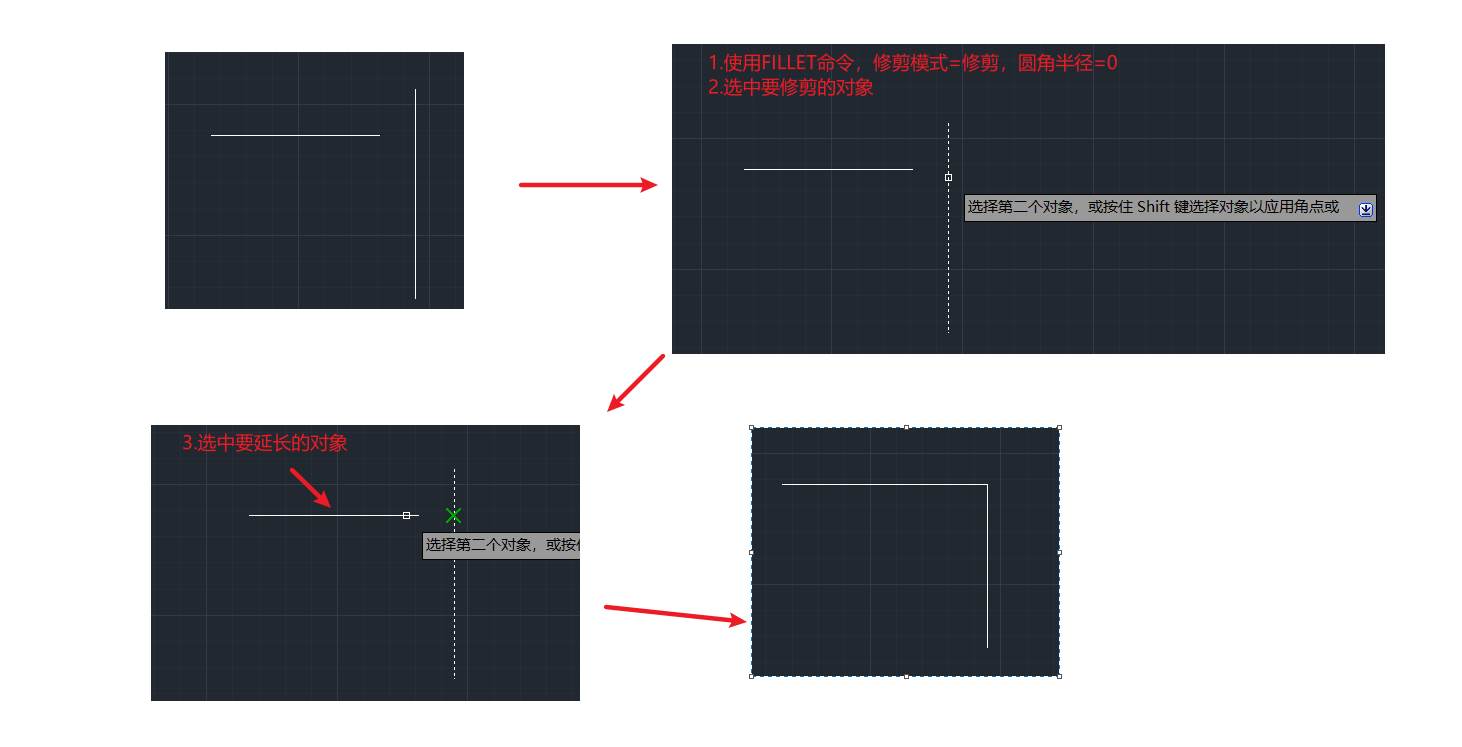 1.使用FILLET命令，修剪模式=修剪，圆角半径=0
2.选中要修剪的对象
选择第二个对象，或按住 Shift 键选择对象以应用角点或
3.选中要延长的对象
选择第二个对象，或按